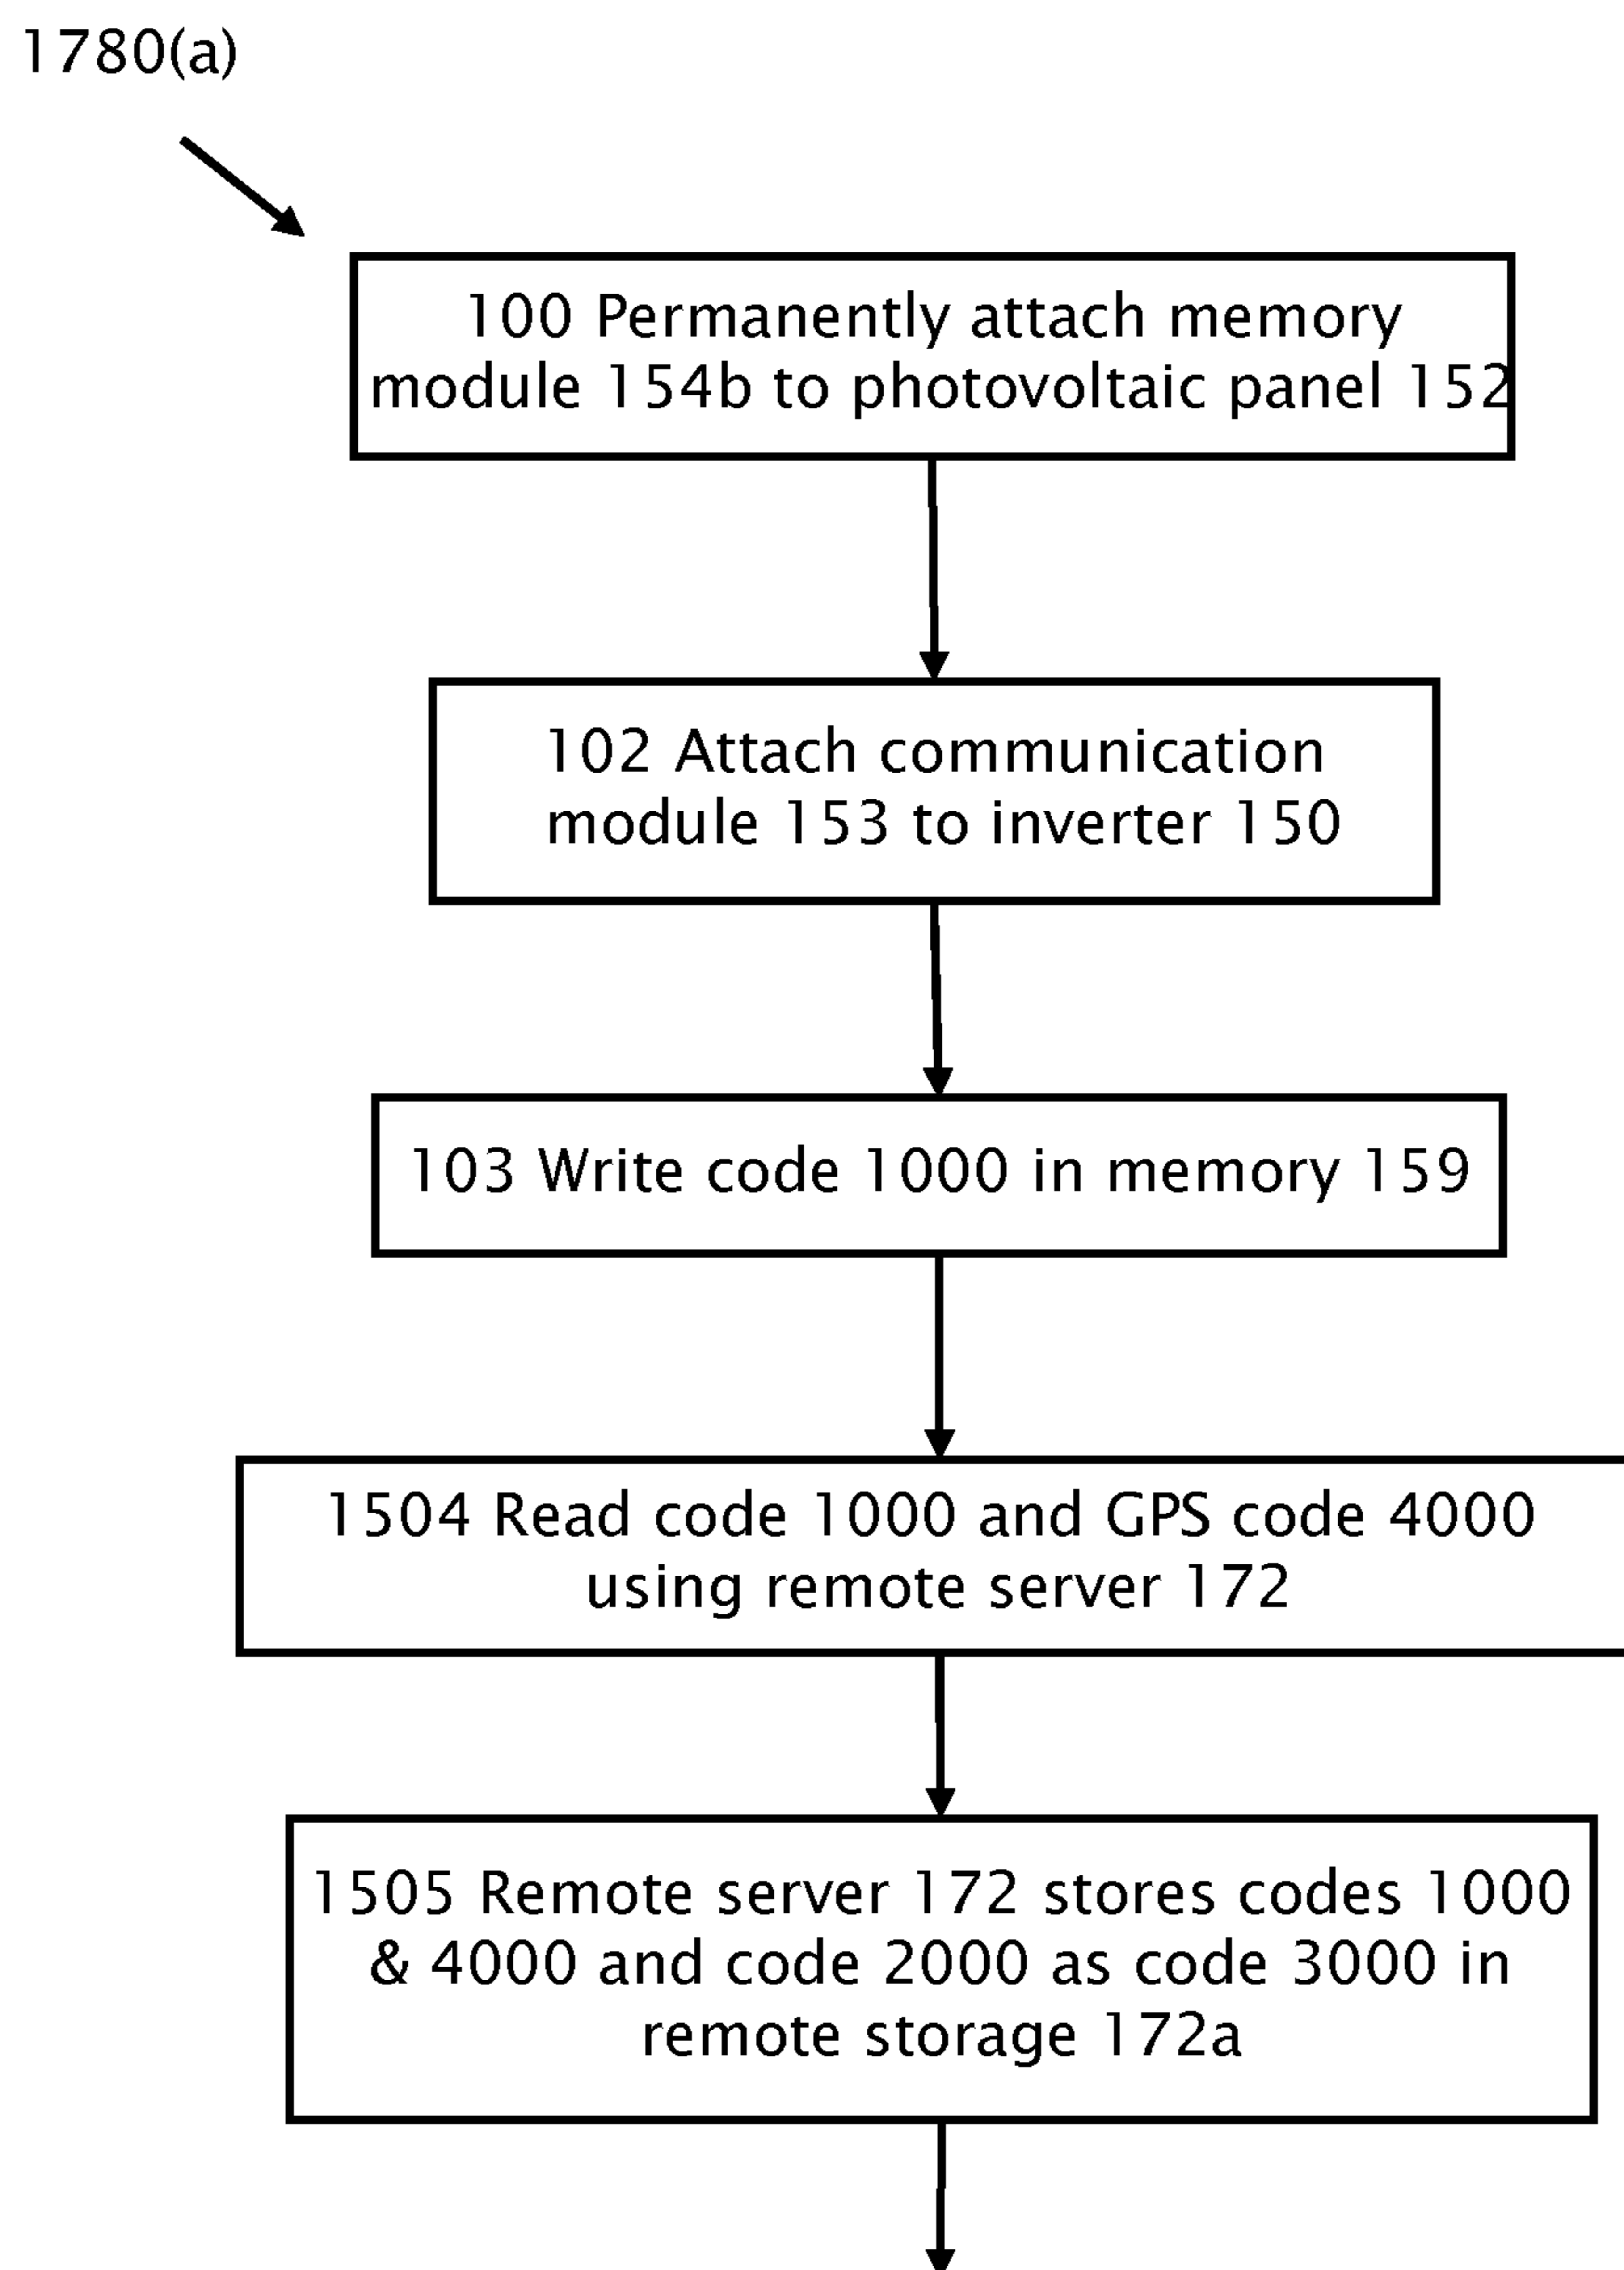 1780(a)
100 Permanently attach memory
module 154b to photovoltaic panel 152
102 Attach communication
module 153 to inverter 150
103 Write code 1000 in memory 159
1504 Read code 1000 and GPS code 4000
using remote server 172
1505 Remote server 172 stores codes 1000
& 4000 and code 2000 as code 3000 in
remote storage 172a